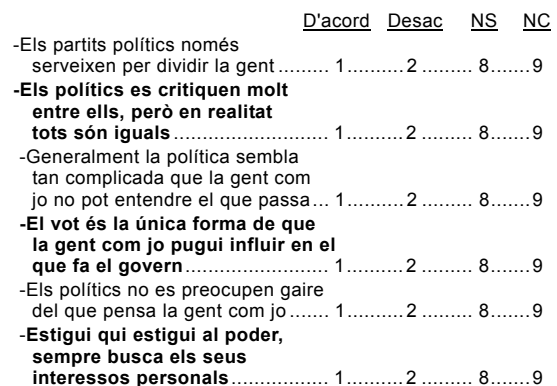 D'acord Desac NS NC
-Els partits polítics només
serveixen per dividir la gent ......... 1..........2 ......... 8.......9
-Els polítics es critiquen molt
entre ells, però en realitat
tots són iguals ............................ 1..........2 ......... 8.......9
-Generalment la política sembla
tan complicada que la gent com
jo no pot entendre el que passa ... 1..........2 ......... 8.......9
-El vot és la única forma de que
la gent com jo pugui influir en el
que fa el govern .......................... 1..........2 ......... 8.......9
-Els polítics no es preocupen gaire
del que pensa la gent com jo ....... 1..........2 ......... 8.......9
-Estigui qui estigui al poder,
sempre busca els seus
interessos personals .................. 1..........2 ......... 8.......9